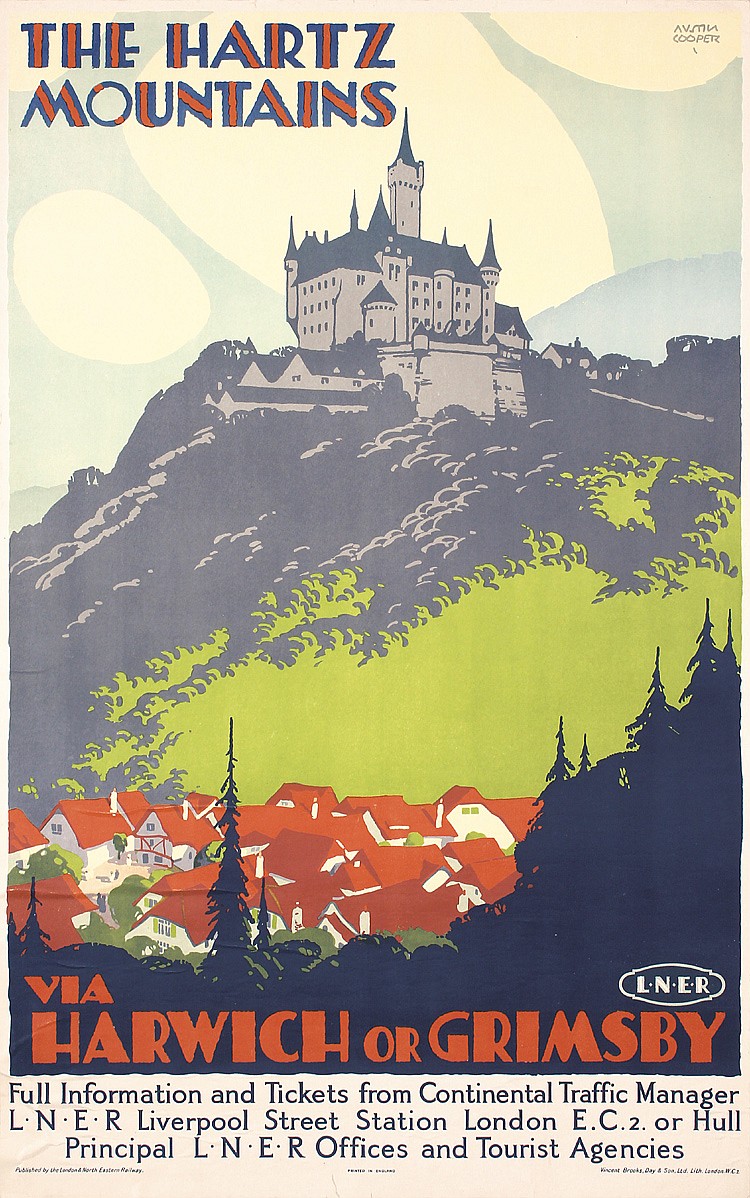 THE HARTZ
MOUNTAINS
AUSTIN
COOPER
VIA
L·N·E·R
HARWICH OR GRIMSBY
Full Information and Tickets from Continental Traffic Manager
L·N·E·R Liverpool Street Station London E.C.2. or Hull
Principal L·N·E·R Offices and Tourist Agencies
Published by the London & North Eastern Railway.
PRINTED IN ENGLAND
Vincent Brooks, Day & Son, Ltd. Lith. London. W.C.2